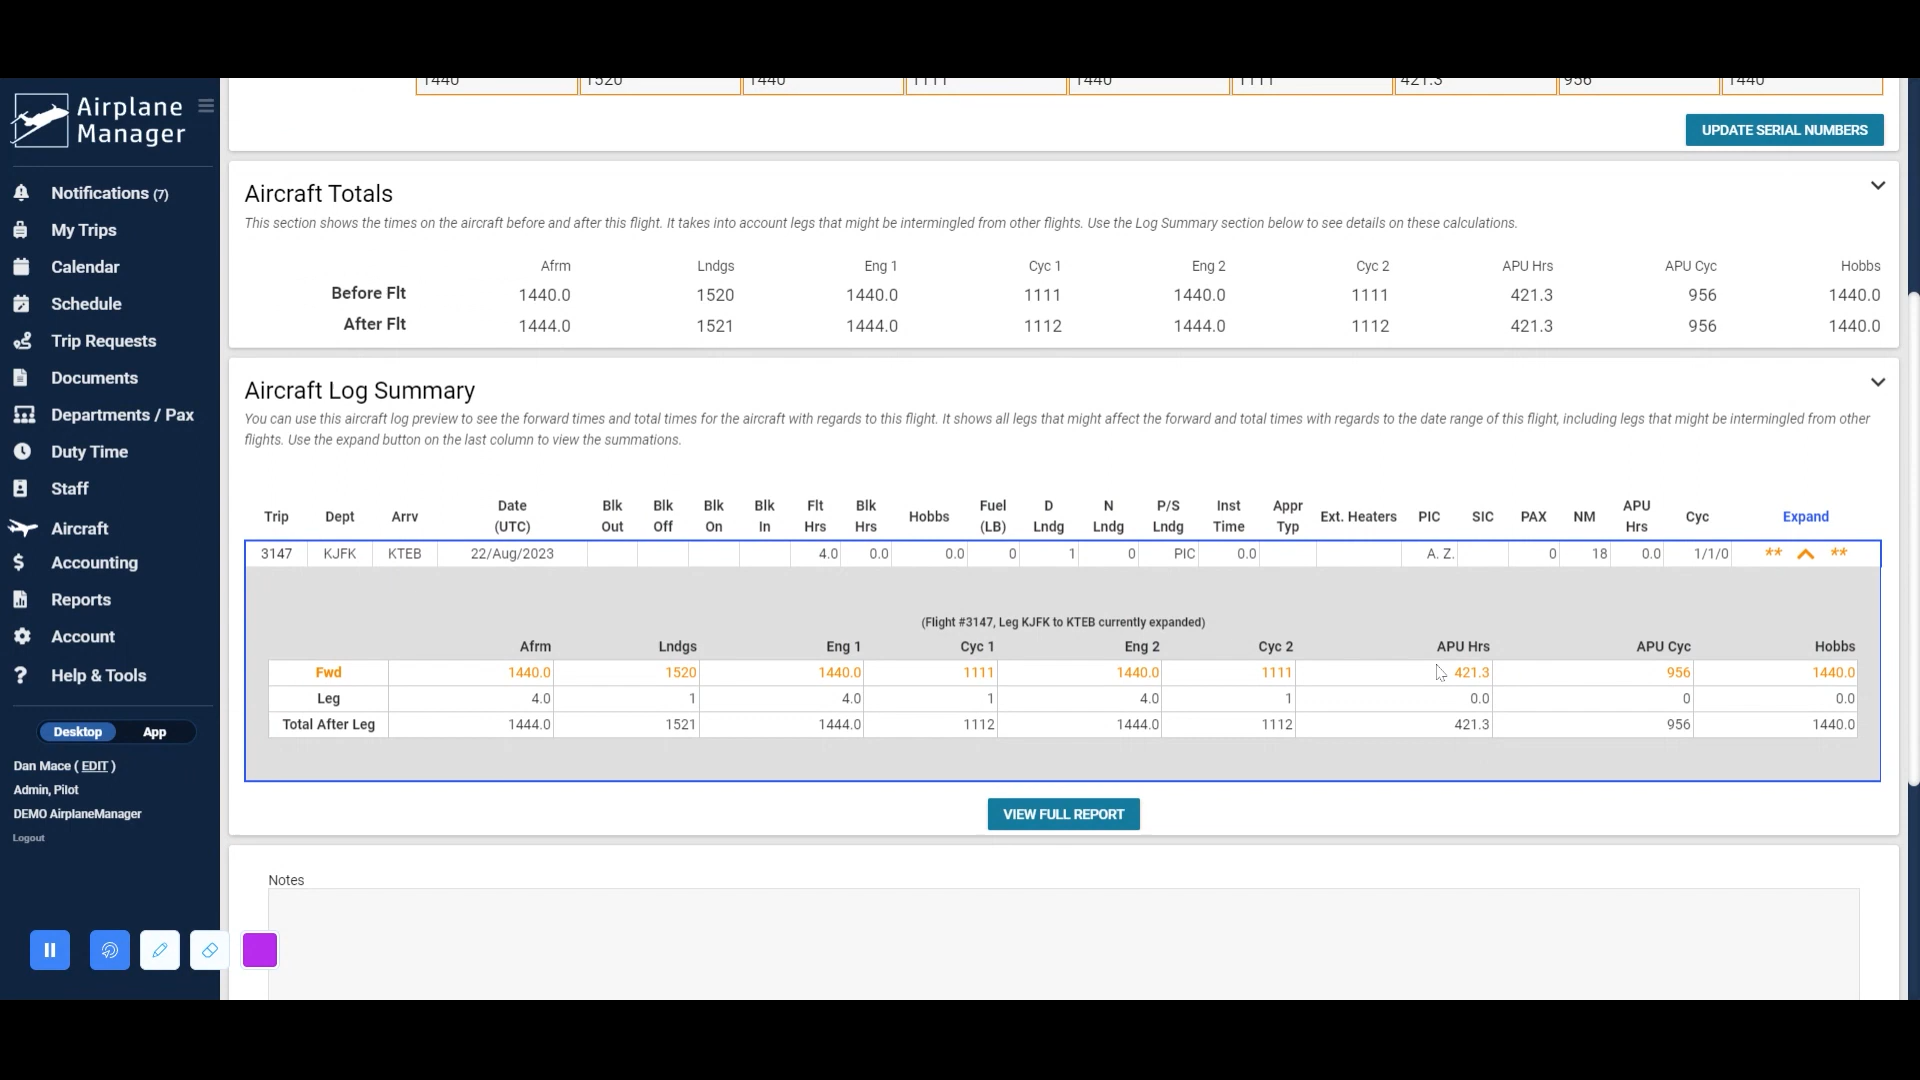 1440 1520 1440 1111 1440 1111 421.3 956 1440
Airplane
Manager
UPDATE SERIAL NUMBERS
Notifications (7)
My Trips
Calendar
Schedule
Trip Requests
Documents
Departments / Pax
Duty Time
Staff
Aircraft
Accounting
Reports
Account
Help & Tools
Desktop App
Dan Mace ( EDIT )
Admin, Pilot
DEMO AirplaneManager
Logout
Aircraft Totals
This section shows the times on the aircraft before and after this flight. It takes into account legs that might be intermingled from other flights. Use the Log Summary section below to see details on these calculations.
Afrm Lndgs Eng 1 Cyc 1 Eng 2 Cyc 2 APU Hrs APU Cyc Hobbs
Before Flt 1440.0 1520 1440.0 1111 1440.0 1111 421.3 956 1440.0
After Flt 1444.0 1521 1444.0 1112 1444.0 1112 421.3 956 1440.0
Aircraft Log Summary
You can use this aircraft log preview to see the forward times and total times for the aircraft with regards to this flight. It shows all legs that might affect the forward and total times with regards to the date range of this flight, including legs that might be intermingled from other
flights. Use the expand button on the last column to view the summations.
Trip Dept Arrv Date (UTC) Blk Out Blk Off Blk On Blk In Flt Hrs Blk Hrs Hobbs Fuel (LB) D Lndg N Lndg P/S Lndg Inst Time Appr Typ Ext. Heaters PIC SIC PAX NM APU Hrs Cyc Expand
3147 KJFK KTEB 22/Aug/2023 4.0 0.0 0.0 0 1 0 PIC 0.0 A. Z. 0 18 0.0 1/1/0 ** **
(Flight #3147, Leg KJFK to KTEB currently expanded)
Afrm Lndgs Eng 1 Cyc 1 Eng 2 Cyc 2 APU Hrs APU Cyc Hobbs
Fwd 1440.0 1520 1440.0 1111 1440.0 1111 421.3 956 1440.0
Leg 4.0 1 4.0 1 4.0 1 0.0 0 0.0
Total After Leg 1444.0 1521 1444.0 1112 1444.0 1112 421.3 956 1440.0
VIEW FULL REPORT
Notes